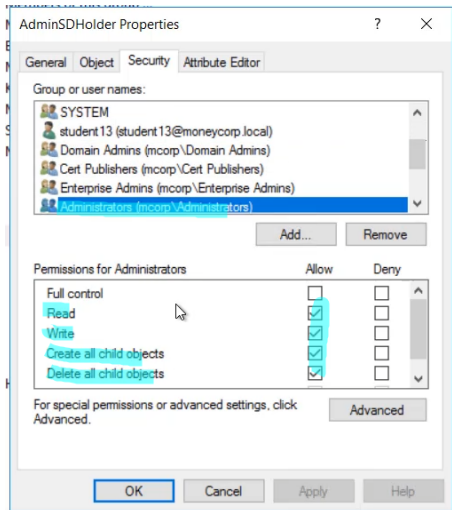 AdminSDHolder Properties ? ×
General Object Security Attribute Editor
Group or user names:
SYSTEM
student13 (student13@moneycorp.local)
Domain Admins (mcorp\Domain Admins)
Cert Publishers (mcorp\Cert Publishers)
Enterprise Admins (mcorp\Enterprise Admins)
Administrators (mcorp\Administrators)
Add... Remove
Permissions for Administrators Allow Deny
Full control
Read
Write
Create all child objects
Delete all child objects
For special permissions or advanced settings, click
Advanced.
Advanced
OK Cancel Apply Help